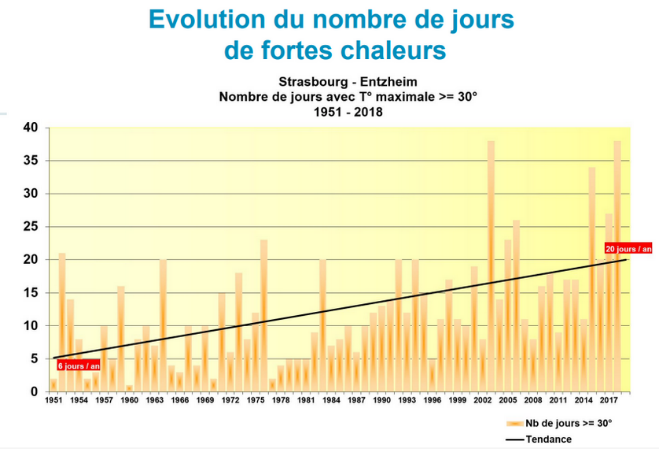 Evolution du nombre de jours
de fortes chaleurs
Strasbourg - Entzheim
Nombre de jours avec T° maximale >= 30°
1951 - 2018
40
35
30
25
20
15
10
5
0
20 jours / an
6 jours / an
1951 1954 1957 1960 1963 1966 1969 1972 1975 1978 1981 1984 1987 1990 1993 1996 1999 2002 2005 2008 2011 2014 2017
Nb de jours >= 30°
Tendance